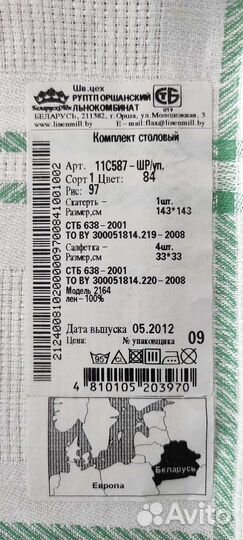 Шв.цех
РУПТП ОРШАНСКИЙ
ЛЬНОКОМБИНАТ
БЕЛАРУСЬ, 211382, г.Орша, ул.Молодежная, 3
www.linenmill.by E-mail: flax@linenmill.by
Комплект столовый
Арт. 11С587-ШР/уп.
Сорт 1 Цвет: 84
Рис: 97
Скатерть - 1шт.
Размер,см 143*143
СТБ 638-2001
ТО BY 300051814.219-2008
Салфетка - 4шт.
Размер,см 33*33
СТБ 638-2001
ТО BY 300051814.220-2008
Модель 2164
лен-100%
Дата выпуска 05.2012
Цена: № упаковщика 09
95
4 810105 203970
Беларусь
Европа
Avito